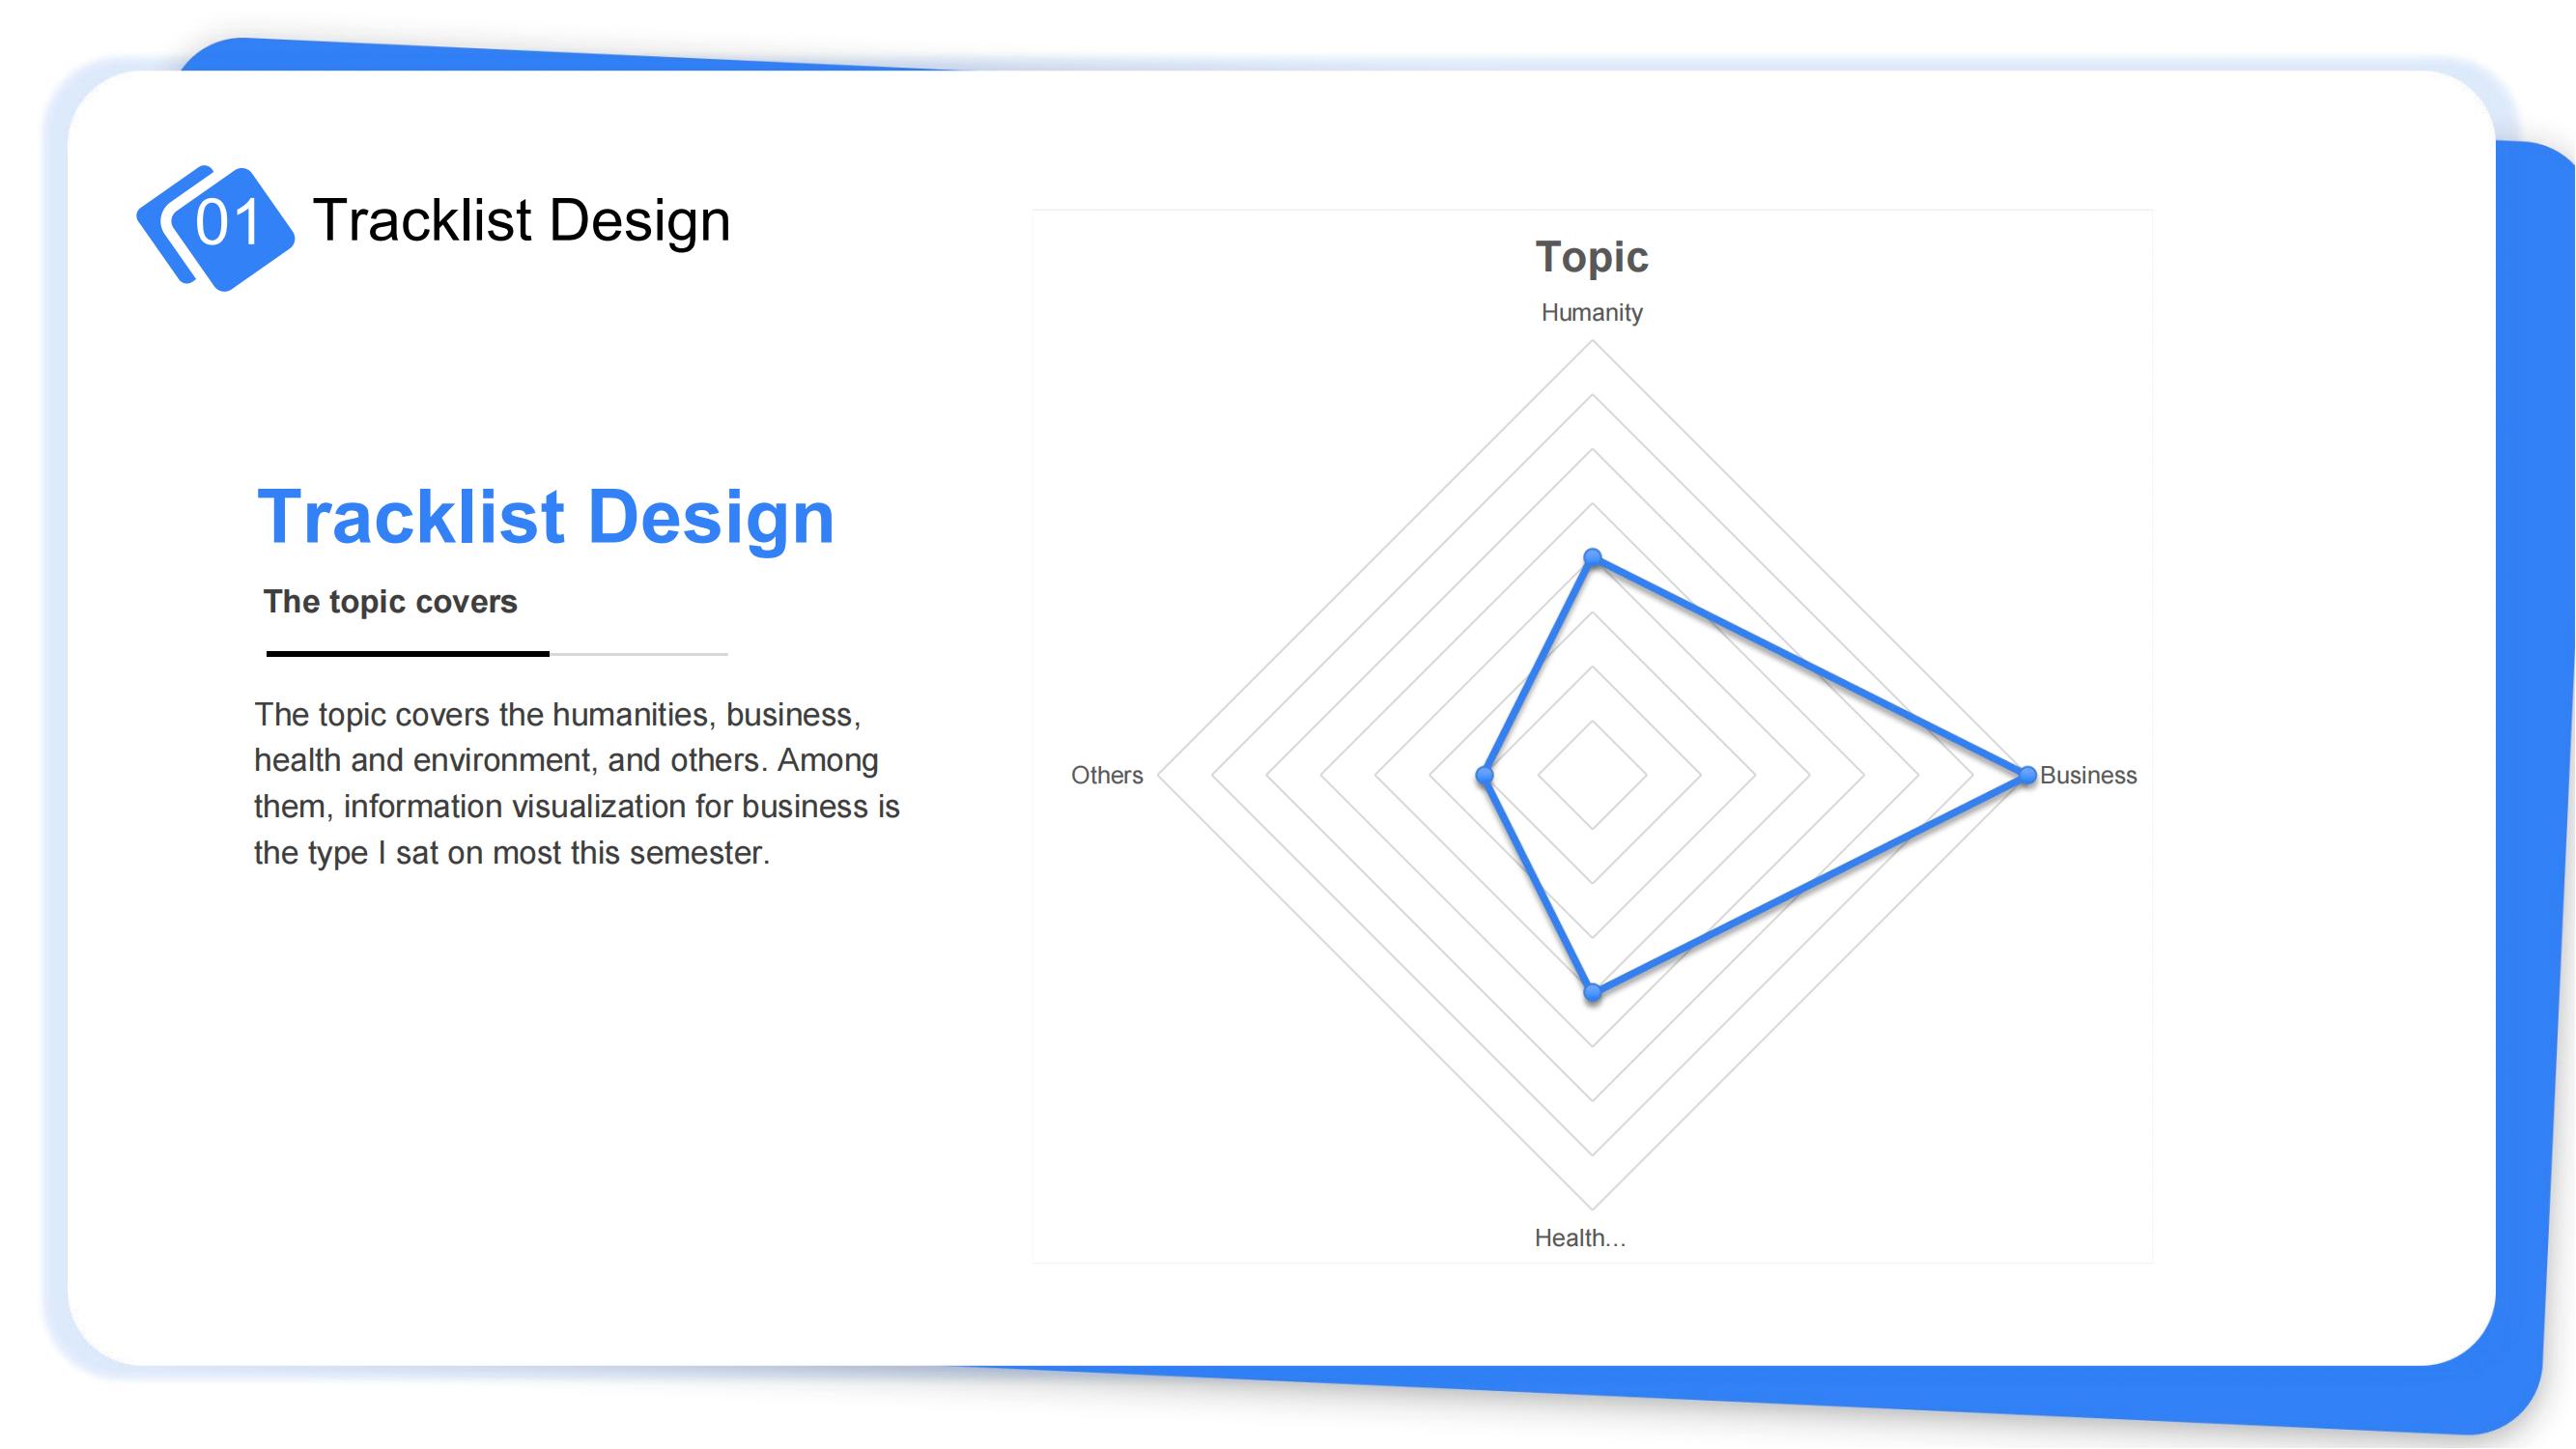 01
Tracklist Design
Tracklist Design
The topic covers
The topic covers the humanities, business,
health and environment, and others. Among
them, information visualization for business is
the type I sat on most this semester.
Topic
Humanity
Others
Business
Health...